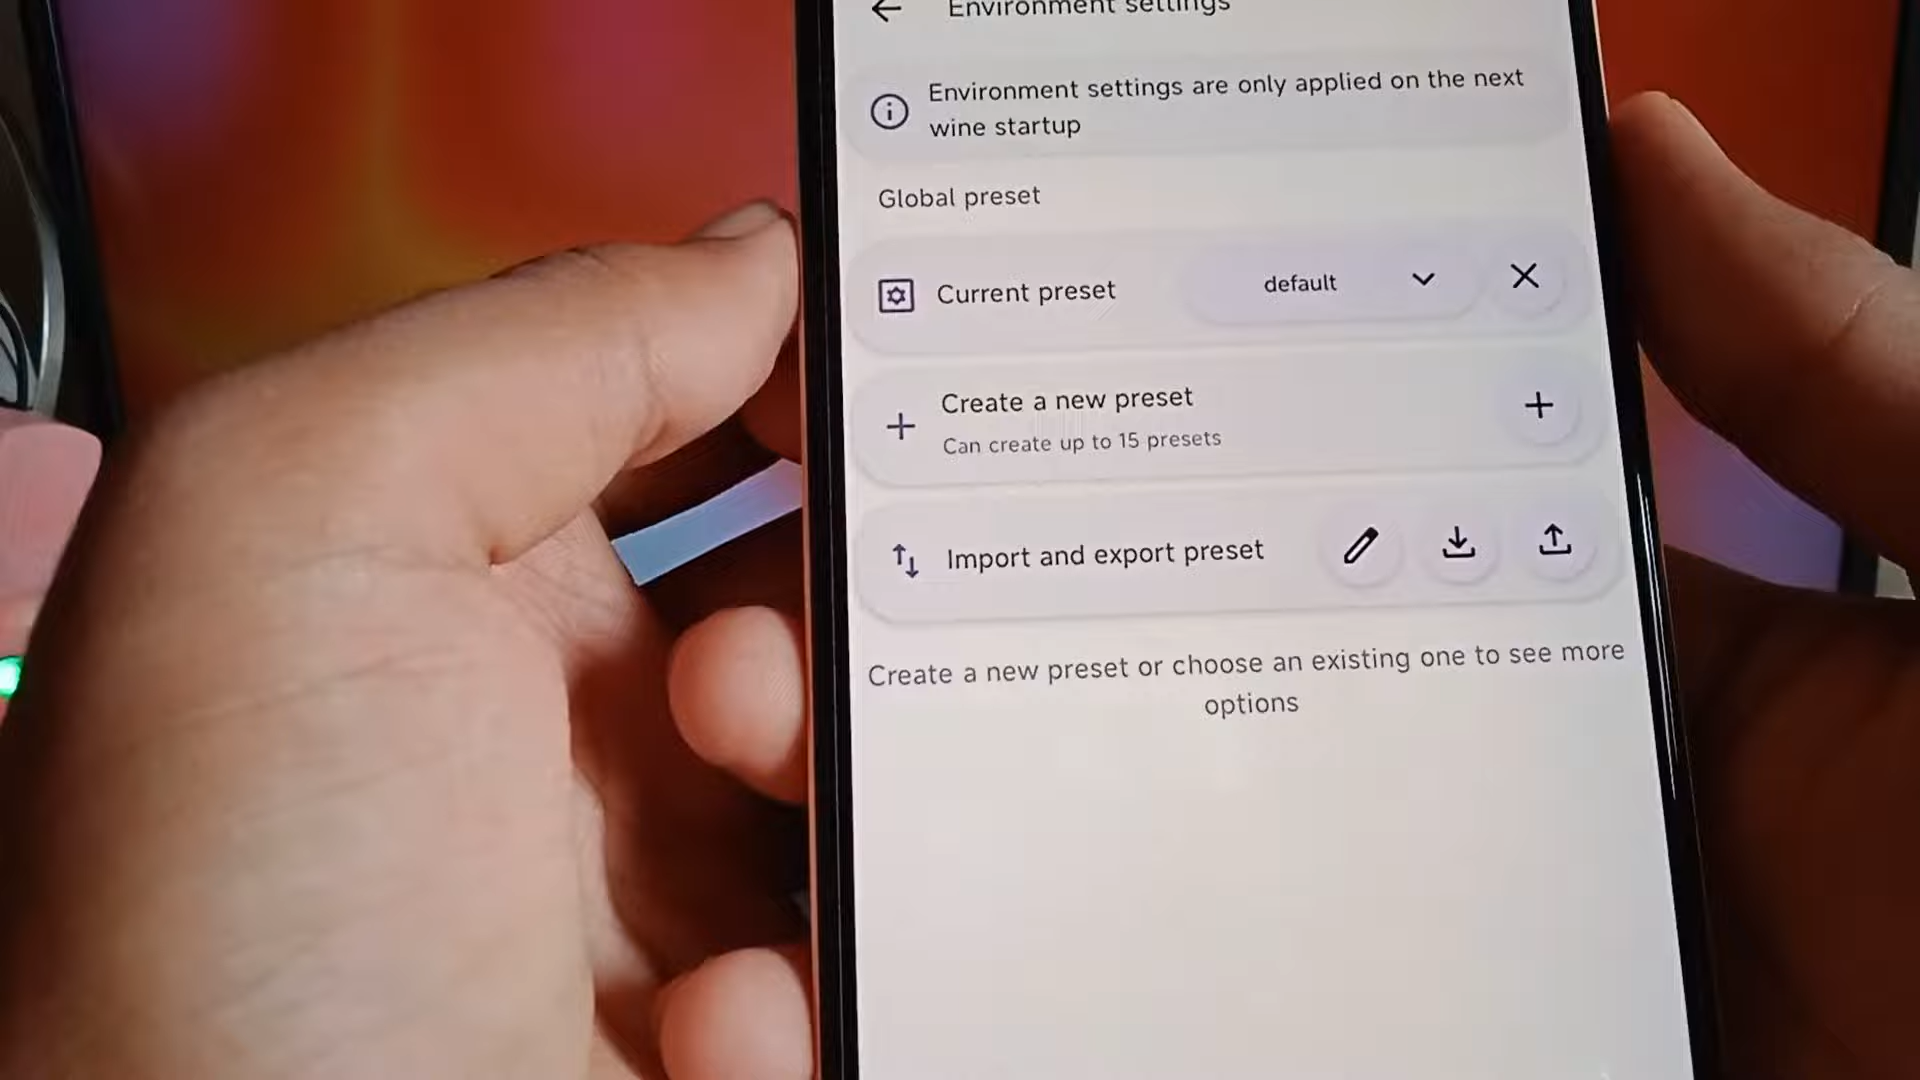 Environment settings
Environment settings are only applied on the next
wine startup
Global preset
Current preset
default
Create a new preset
Can create up to 15 presets
Import and export preset
Create a new preset or choose an existing one to see more
options